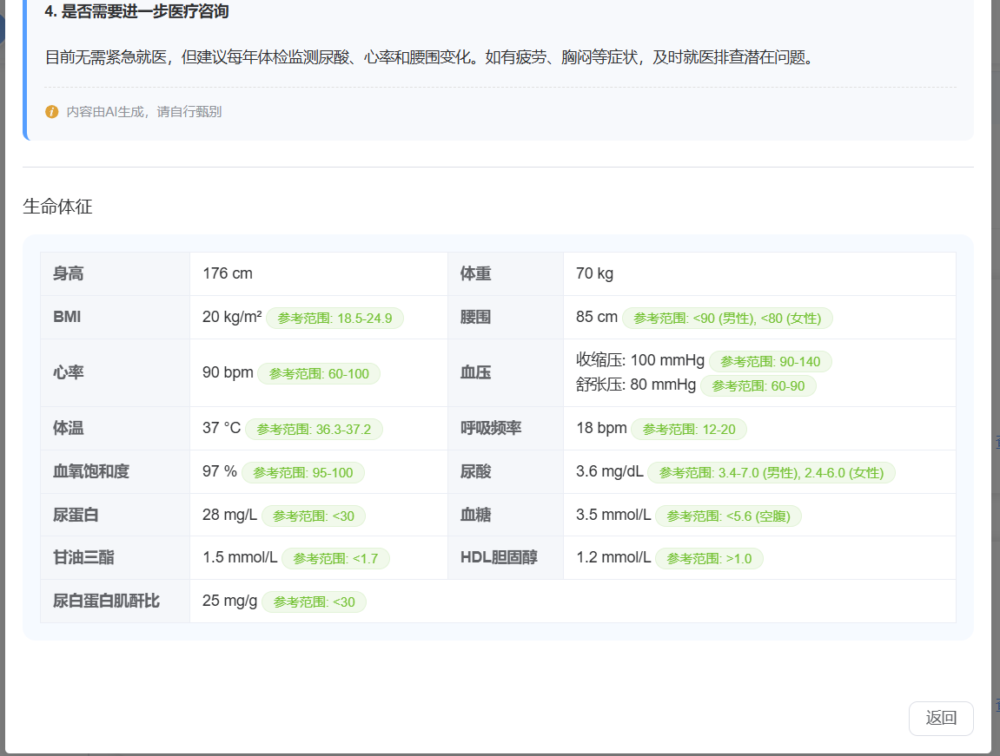 4. 是否需要进一步医疗咨询
目前无需紧急就医，但建议每年体检监测尿酸、心率和腰围变化。如有疲劳、胸闷等症状，及时就医排查潜在问题。
内容由AI生成，请自行甄别
生命体征
身高 176 cm 体重 70 kg
BMI 20 kg/m² 参考范围: 18.5-24.9 腰围 85 cm 参考范围: <90 (男性), <80 (女性)
心率 90 bpm 参考范围: 60-100 血压 收缩压: 100 mmHg 参考范围: 90-140
舒张压: 80 mmHg 参考范围: 60-90
体温 37 °C 参考范围: 36.3-37.2 呼吸频率 18 bpm 参考范围: 12-20
血氧饱和度 97 % 参考范围: 95-100 尿酸 3.6 mg/dL 参考范围: 3.4-7.0 (男性), 2.4-6.0 (女性)
尿蛋白 28 mg/L 参考范围: <30 血糖 3.5 mmol/L 参考范围: <5.6 (空腹)
甘油三酯 1.5 mmol/L 参考范围: <1.7 HDL胆固醇 1.2 mmol/L 参考范围: >1.0
尿白蛋白肌酐比 25 mg/g 参考范围: <30
返回